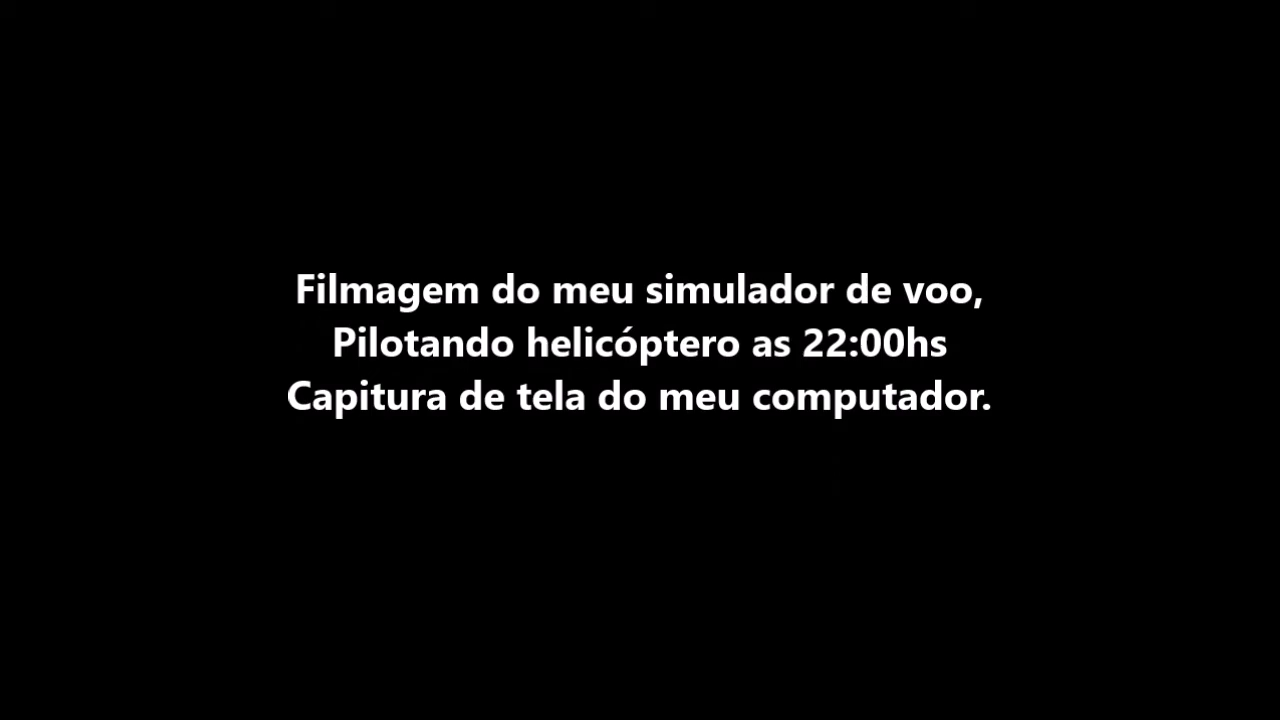 Filmagem do meu simulador de voo,
Pilotando helicóptero as 22:00hs
Capitura de tela do meu computador.